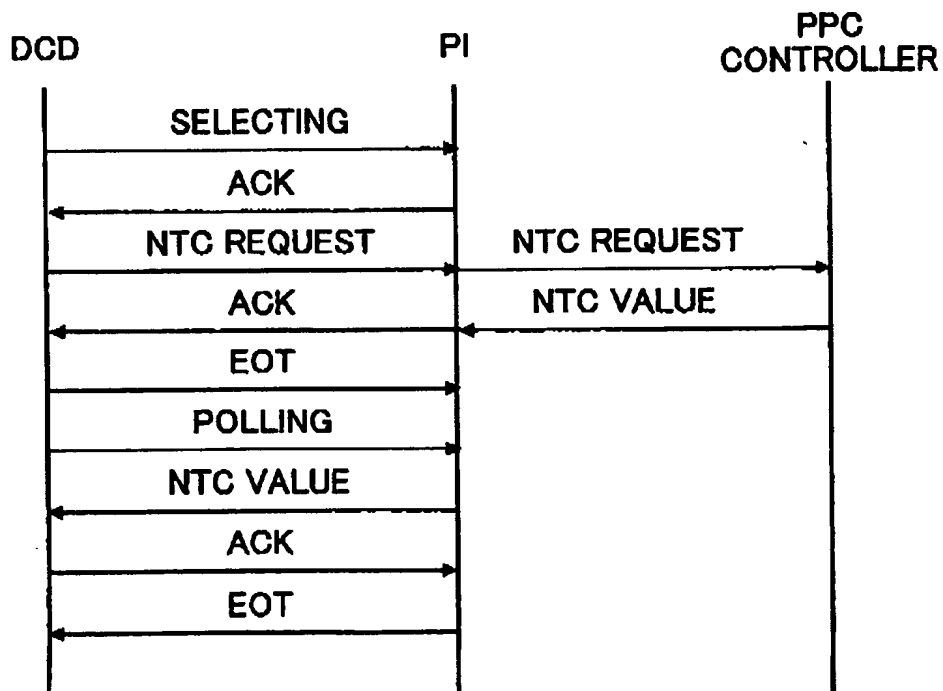 DCD
PI
PPC
CONTROLLER
SELECTING
ACK
NTC REQUEST
NTC REQUEST
ACK
NTC VALUE
EOT
POLLING
NTC VALUE
ACK
EOT